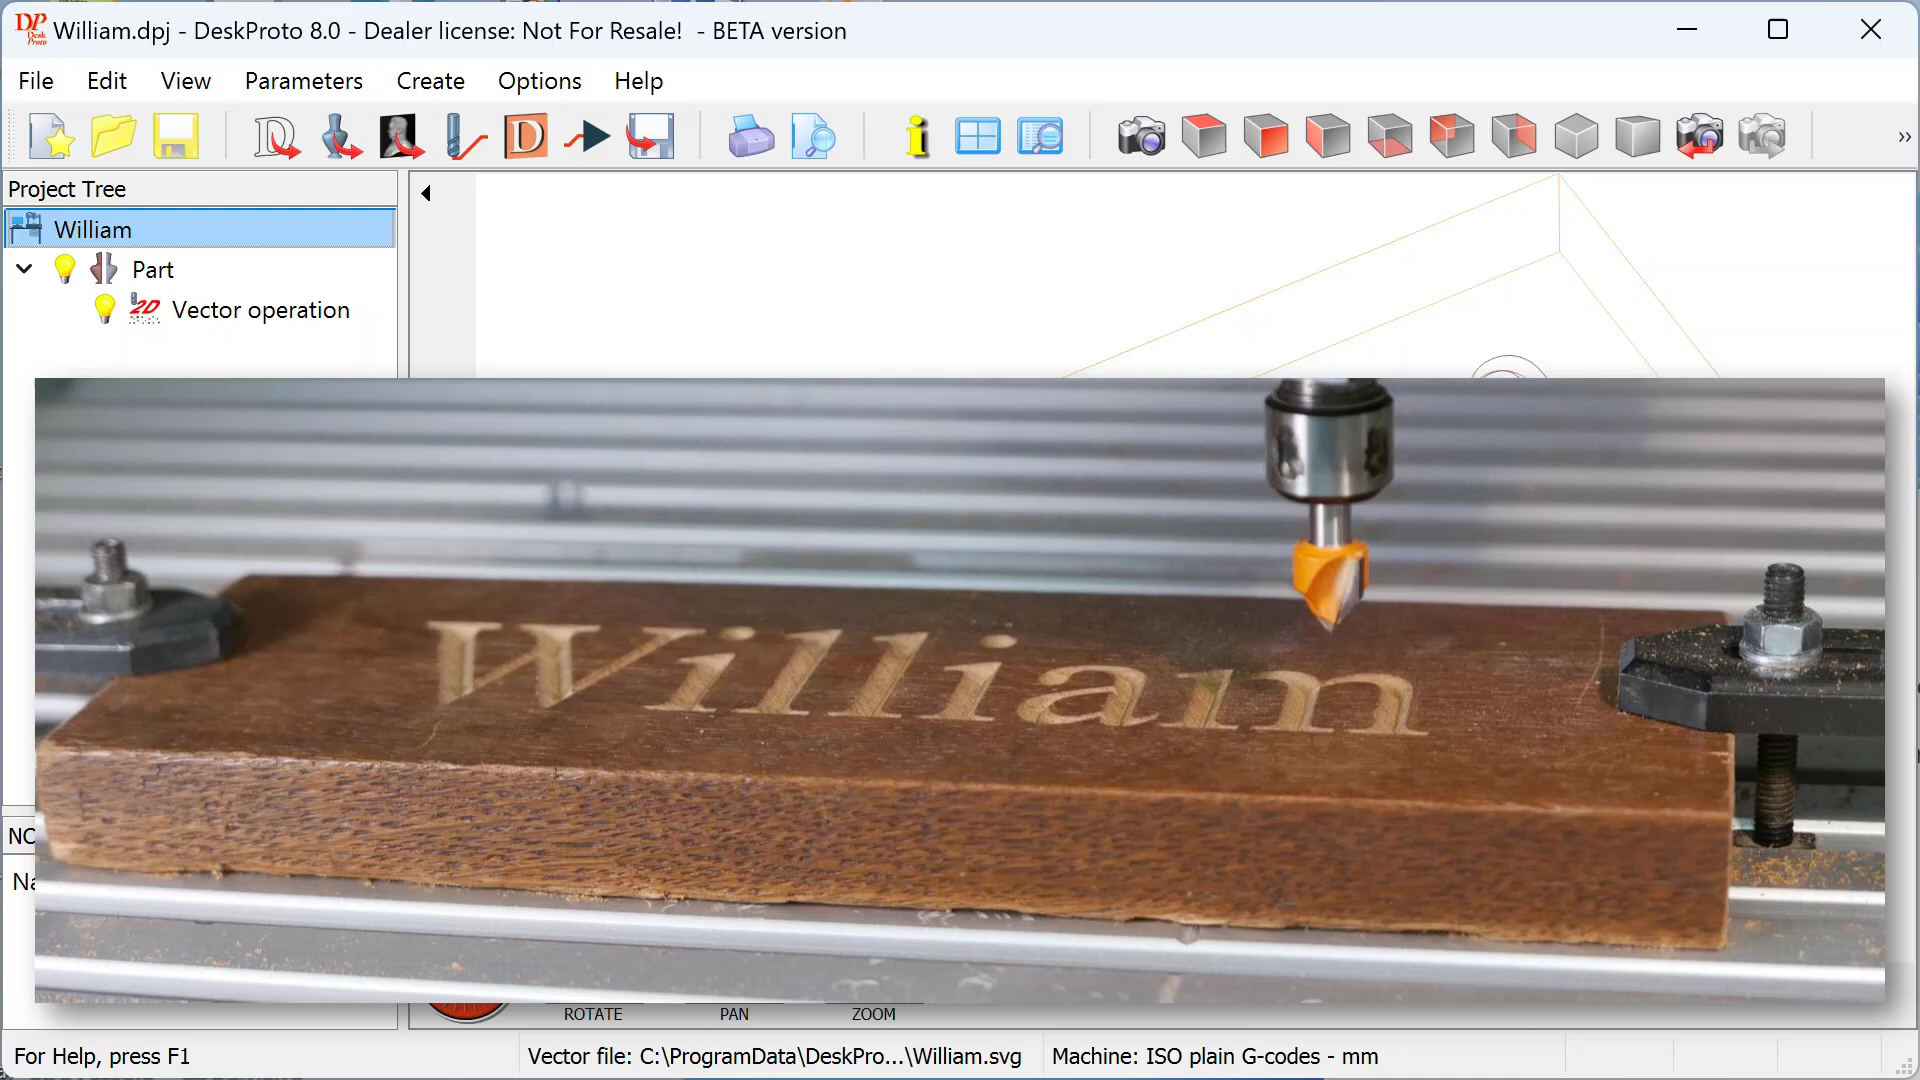 William.dpj - DeskProto 8.0 - Dealer license: Not For Resale! - BETA version
File Edit View Parameters Create Options Help
Project Tree
William
Part
2D Vector operation
William
NC
Na
ROTATE PAN ZOOM
For Help, press F1
Vector file: C:\ProgramData\DeskPro...\William.svg
Machine: ISO plain G-codes - mm